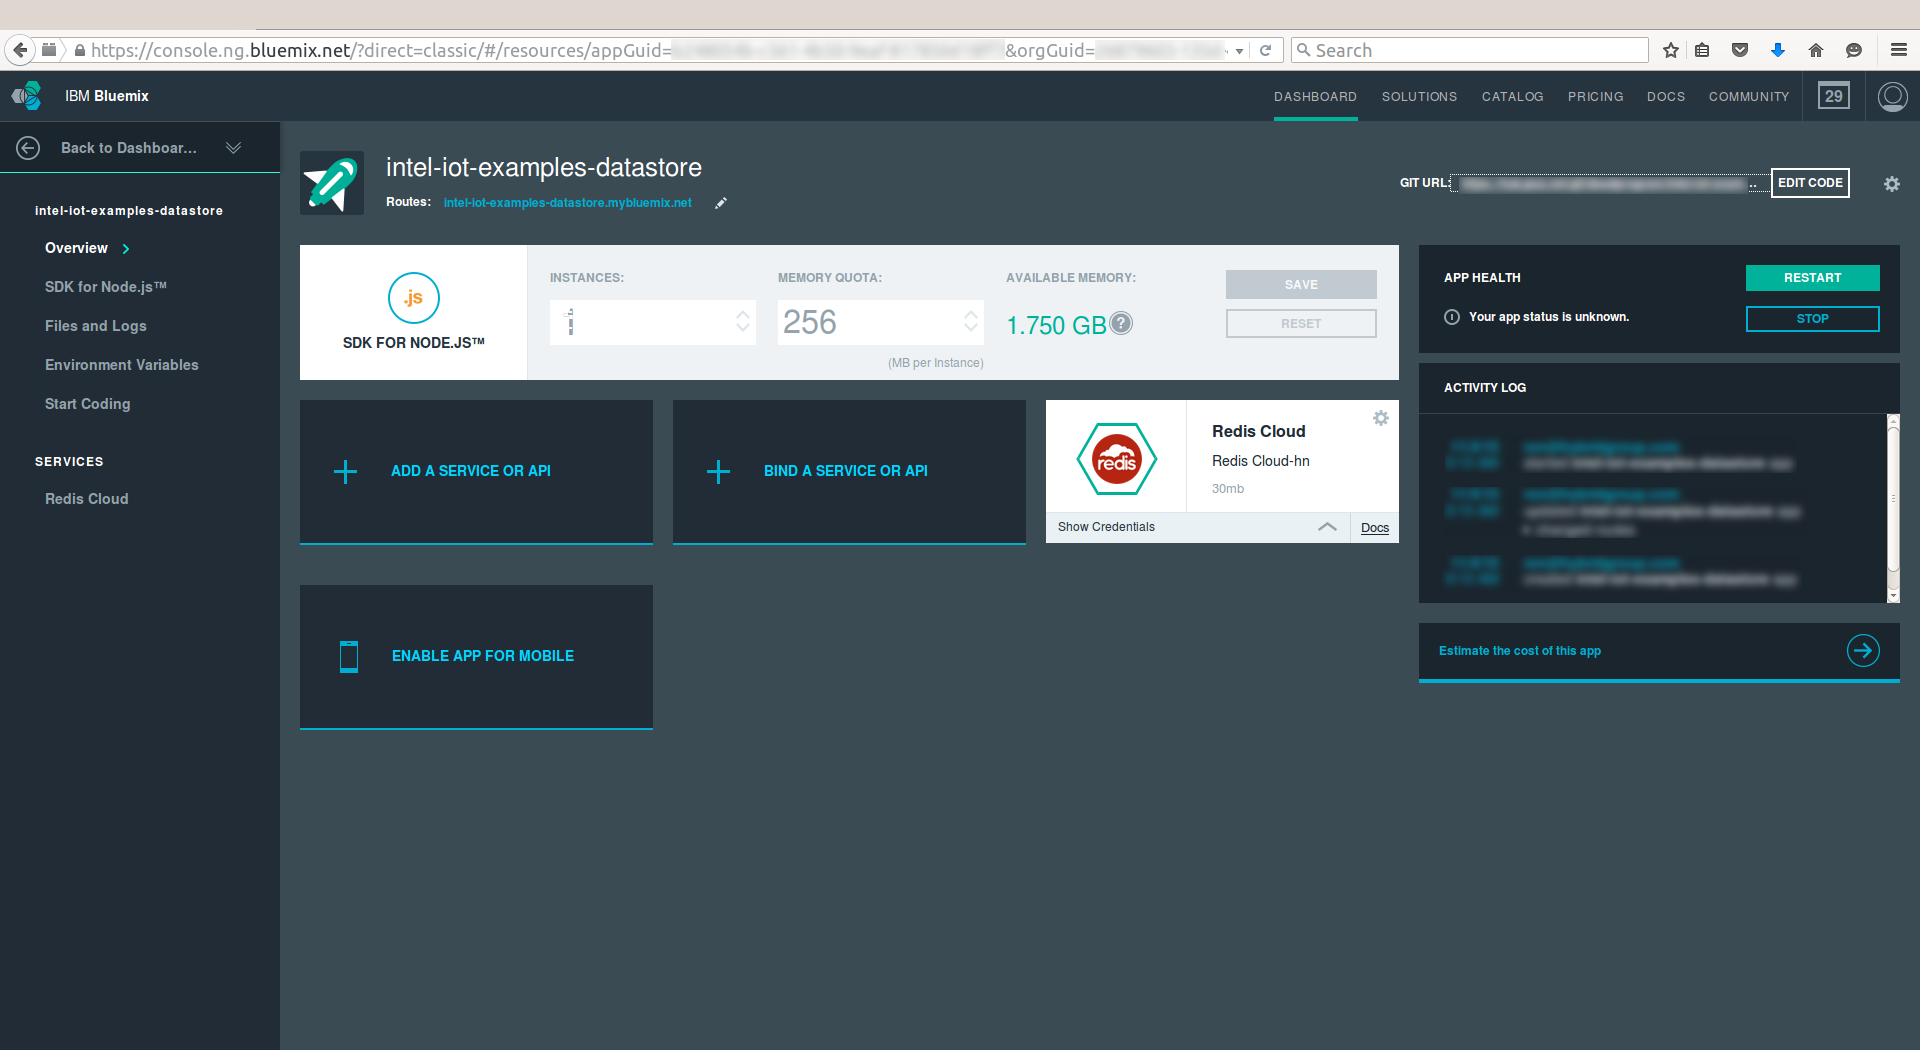 https://console.ng.bluemix.net/?direct=classic/#/resources/appGuid=
&orgGuid=
Search
IBM Bluemix
DASHBOARD
SOLUTIONS
CATALOG
PRICING
DOCS
COMMUNITY
29
Back to Dashboar...
intel-iot-examples-datastore
Overview
SDK for Node.js™
Files and Logs
Environment Variables
Start Coding
SERVICES
Redis Cloud
intel-iot-examples-datastore
Routes: intel-iot-examples-datastore.mybluemix.net
GIT URL:
..
EDIT CODE
.js
SDK FOR NODE.JS™
INSTANCES:
MEMORY QUOTA:
256
(MB per Instance)
AVAILABLE MEMORY:
1.750 GB
?
SAVE
RESET
ADD A SERVICE OR API
BIND A SERVICE OR API
redis
Redis Cloud
Redis Cloud-hn
30mb
Show Credentials
Docs
ENABLE APP FOR MOBILE
APP HEALTH
RESTART
Your app status is unknown.
STOP
ACTIVITY LOG
Estimate the cost of this app